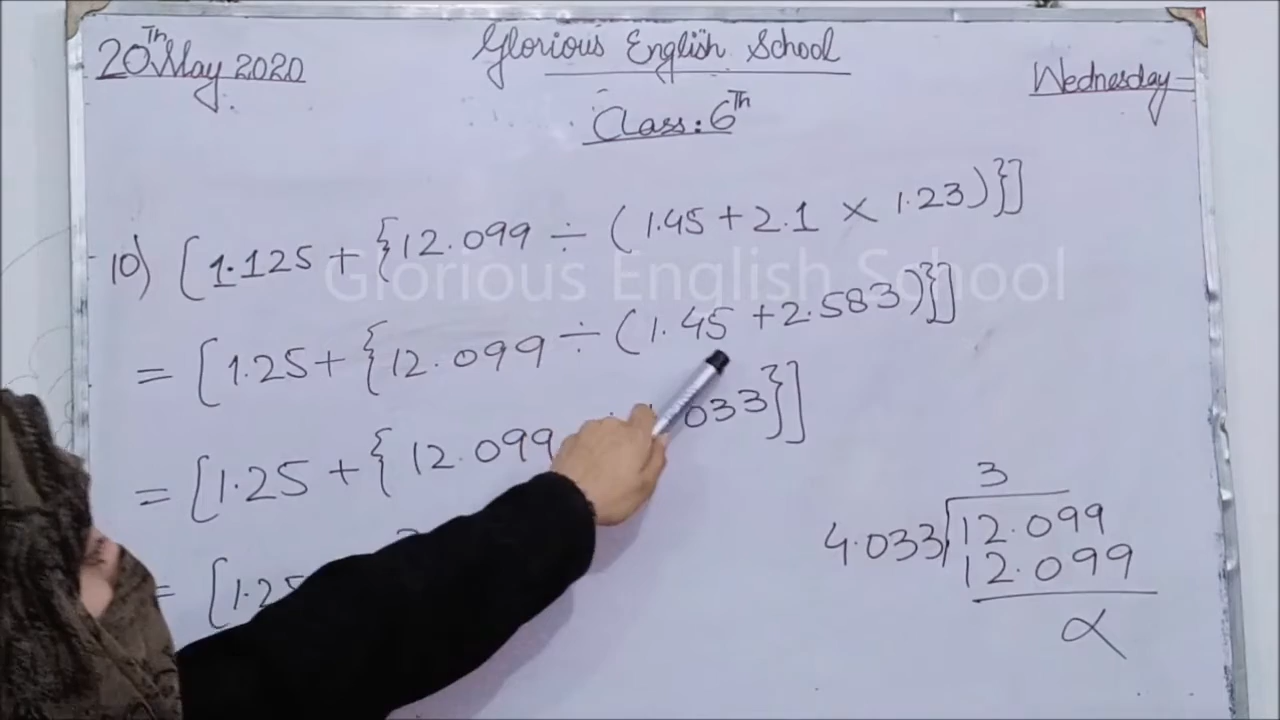 20Th May 2020
Glorious English School
Wednesday
Class: 6Th
10) [1.125 + {12.099 ÷ (1.45 + 2.1 × 1.23)}]
Glorious English School
= [1.25 + {12.099 ÷ (1.45 + 2.583)}]
= [1.25 + {12.099 .033}]
= [1.25
3
4.033 12.099
12.099